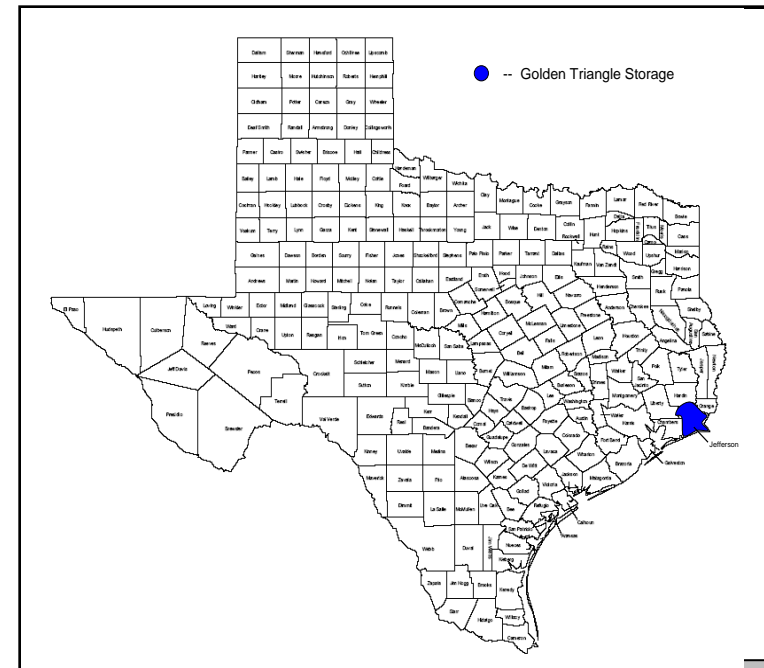 -- Golden Triangle Storage
Dallam Sherman Hansford Ochiltree Lipscomb
Hartley Moore Hutchinson Roberts Hemphill
Oldham Potter Carson Gray Wheeler
Deaf Smith Randall Armstrong Donley Collingsworth
Parmer Castro Swisher Briscoe Hall Childress
Hardeman
Bailey Lamb Hale Floyd Motley Cottle Foard Wilbarger Wichita
Clay Montague Cooke Grayson Fannin Lamar Red River Bowie
Cochran Hockley Lubbock Crosby Dickens King Knox Baylor Archer
Jack Wise Denton Collin Rockwall Hunt Hopkins Titus Cass
Yoakum Terry Lynn Garza Kent Stonewall Haskell Throckmorton Young
Gaines Dawson Borden Scurry Fisher Jones Shackelford Stephens Palo Pinto Parker Tarrant Dallas Kaufman Van Zandt Wood Upshur Marion
Andrews Martin Howard Mitchell Nolan Taylor Callahan Eastland Erath Hood Johnson Ellis Henderson Smith Gregg Harrison
Somervell Navarro Rusk Panola
El Paso Hudspeth Culberson Loving Winkler Ector Midland Glasscock Sterling Coke Runnels Coleman Brown Comanche Hamilton Bosque Hill Freestone Anderson Cherokee Shelby
Reeves Ward Crane Upton Reagan Irion Tom Green Concho McCulloch San Saba Mills Lampasas Coryell McLennan Limestone Leon Houston Angelina Sabine
Jeff Davis Pecos Crockett Schleicher Menard Mason Llano Burnet Bell Falls Robertson Madison Trinity Polk Tyler
Presidio Brewster Terrell Sutton Kimble Gillespie Williamson Milam Walker Hardin
Val Verde Edwards Real Kerr Kendall Blanco Hays Travis Bastrop Lee Burleson Washington Montgomery Liberty Orange
Bandera Comal Caldwell Fayette Austin Waller Harris Chambers
Jefferson
Kinney Uvalde Medina Bexar Guadalupe Gonzales Lavaca Colorado Fort Bend Galveston
Maverick Zavala Frio Atascosa Wilson Karnes De Witt Wharton Brazoria
Dimmit La Salle McMullen Live Oak Bee Goliad Victoria Jackson Matagorda
Refugio Calhoun
San Patricio Aransas
Webb Duval Nueces
Kleberg
Zapata Jim Hogg Brooks Kenedy
Starr Hidalgo Willacy
Cameron